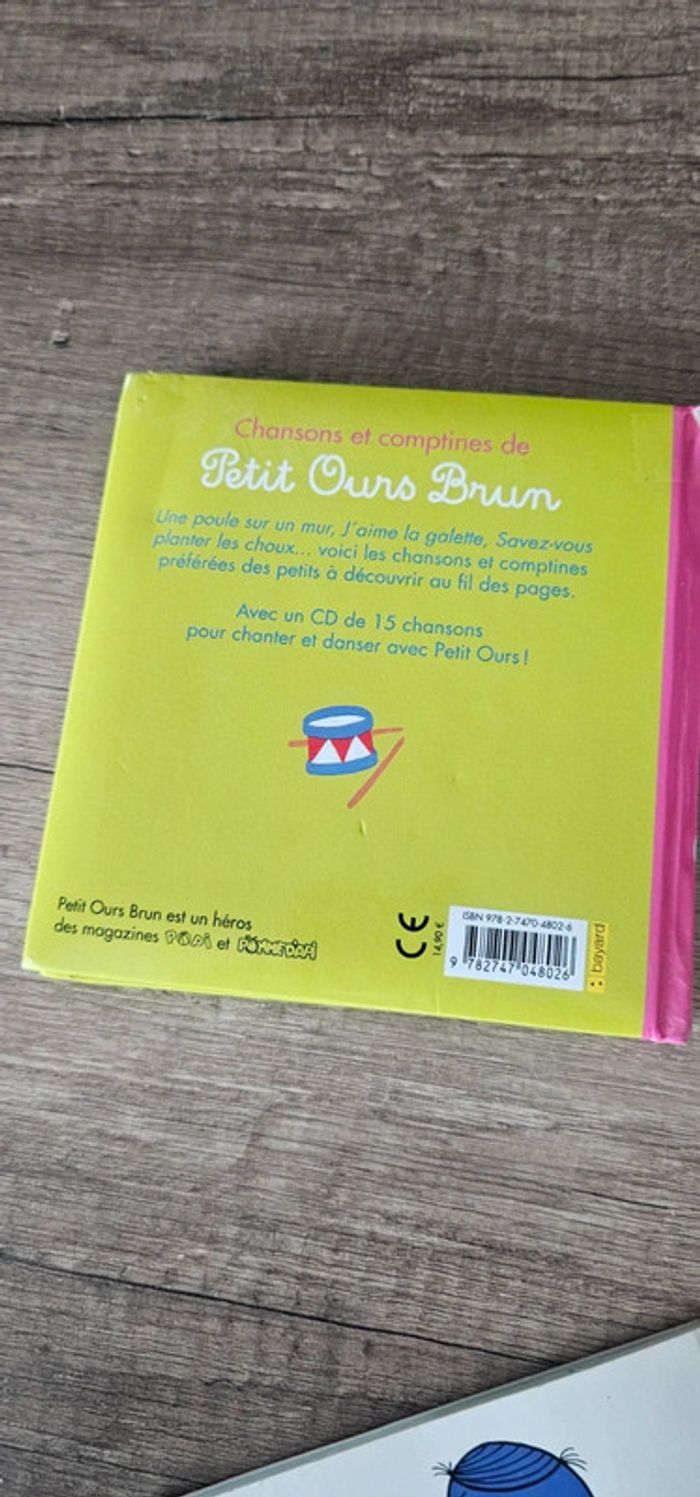 Chansons et comptines de
Petit Ours Brun
Une poule sur un mur, J'aime la galette, Savez-vous
planter les choux... voici les chansons et comptines
préférées des petits à découvrir au fil des pages.
Avec un CD de 15 chansons
pour chanter et danser avec Petit Ours !
Petit Ours Brun est un héros
des magazines POPI et POMME D'API
CE
14,90 €
ISBN 978-2-7470-4802-6
9 782747 048026
bayard